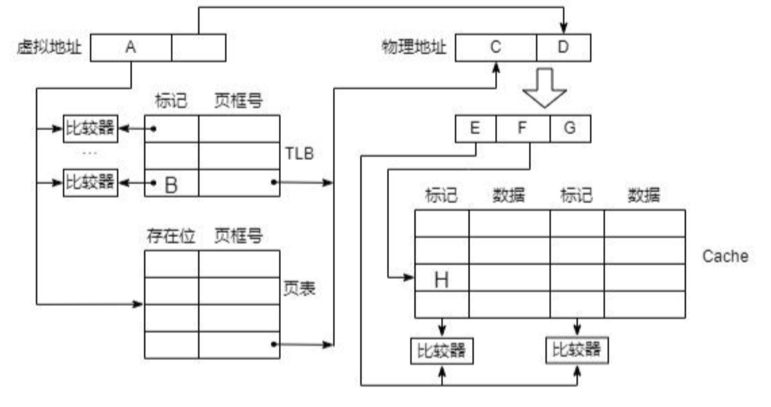 虚拟地址 A 物理地址 C D
标记 页框号
比较器 E F G
… TLB
比较器 B 标记 数据 标记 数据
存在位 页框号
Cache
页表 H
比较器 比较器